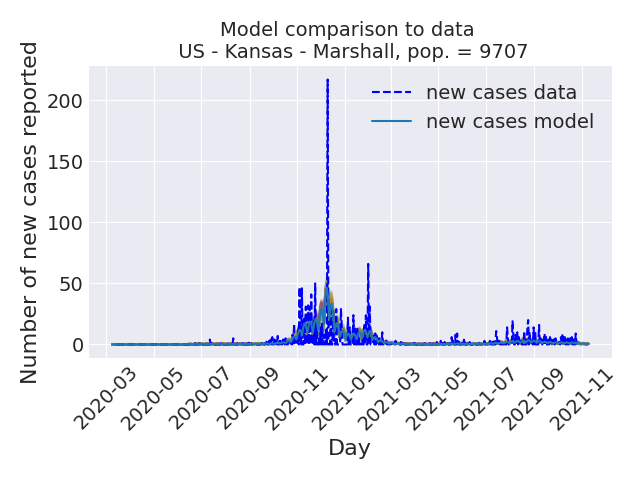 Model comparison to data
US - Kansas - Marshall, pop. = 9707
Number of new cases reported
200
150
100
50
0
new cases data
new cases model
2020-03
2020-05
2020-07
2020-09
2020-11
2021-01
2021-03
2021-05
2021-07
2021-09
2021-11
Day